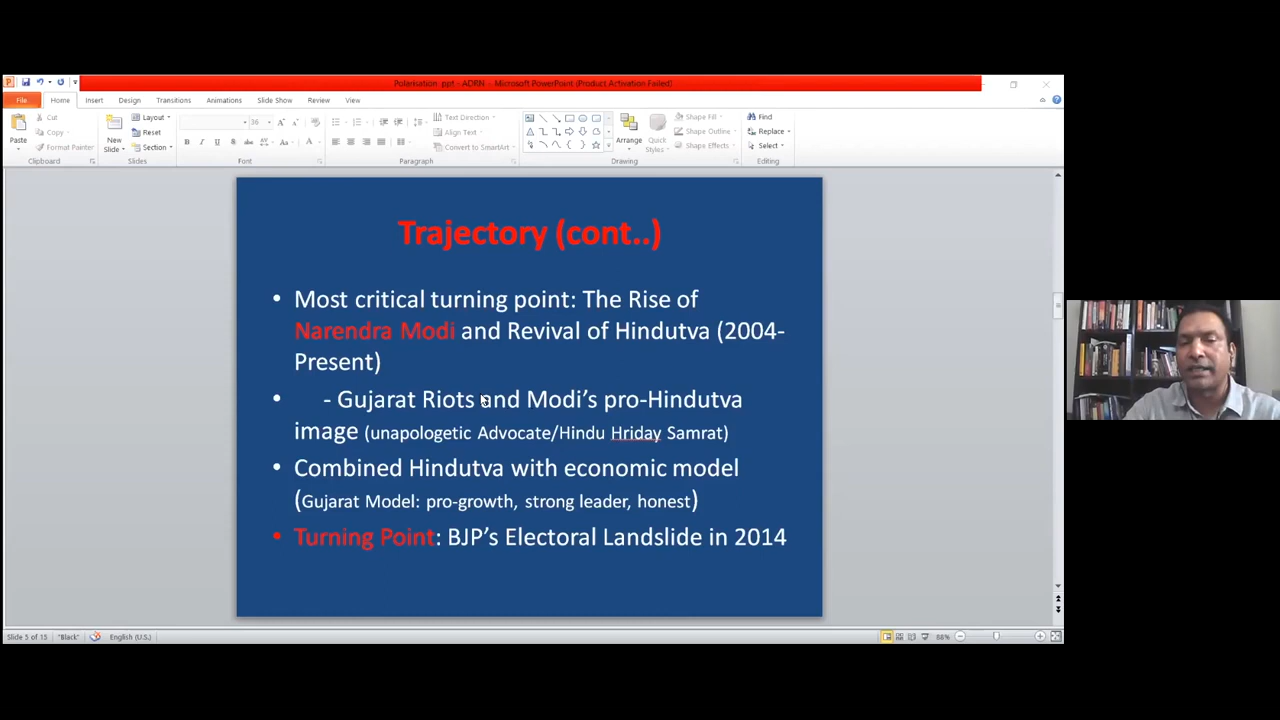 Polarisation. ppt - ADRN - Microsoft PowerPoint (Product Activation Failed)
File Home Insert Design Transitions Animations Slide Show Review View
Cut
Copy
Format Painter
Paste
Clipboard
New
Slide
Layout
Reset
Section
Slides
36
Font
Text Direction
Align Text
Convert to SmartArt
Paragraph
Arrange
Quick
Styles
Shape Fill
Shape Outline
Shape Effects
Drawing
Find
Replace
Select
Editing
Trajectory (cont..)
• Most critical turning point: The Rise of
Narendra Modi and Revival of Hindutva (2004-
Present)
• - Gujarat Riots and Modi's pro-Hindutva
image (unapologetic Advocate/Hindu Hriday Samrat)
• Combined Hindutva with economic model
(Gujarat Model: pro-growth, strong leader, honest)
• Turning Point: BJP's Electoral Landslide in 2014
Slide 5 of 15 "Black" English (U.S.) 88%